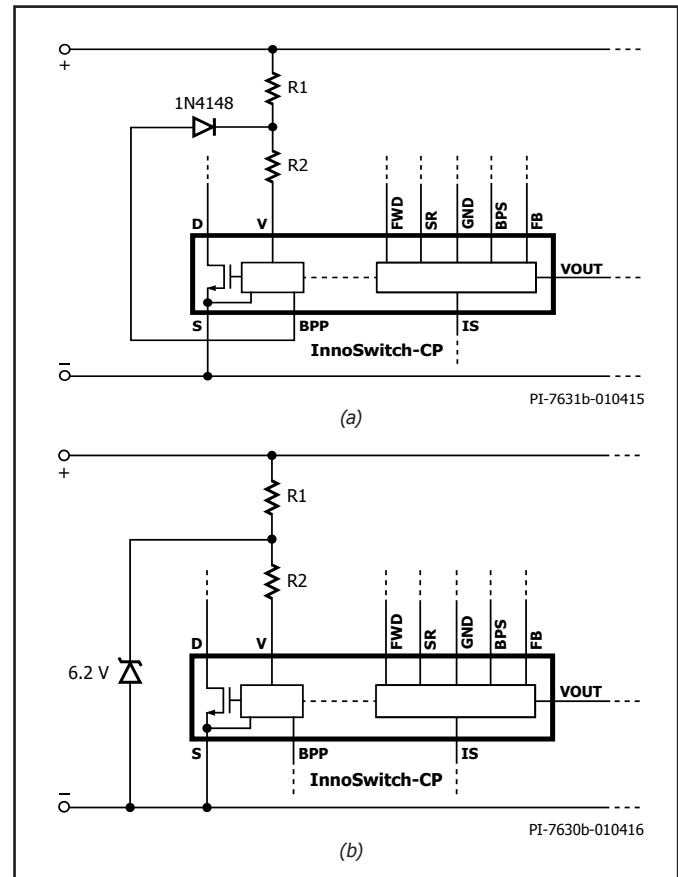 +
R1
1N4148
R2
D
V
FWD
SR
GND
BPS
FB
VOUT
S
BPP
IS
InnoSwitch-CP
–
PI-7631b-010415
(a)
+
R1
R2
D
V
FWD
SR
GND
BPS
FB
6.2 V
VOUT
S
BPP
IS
InnoSwitch-CP
–
PI-7630b-010416
(b)